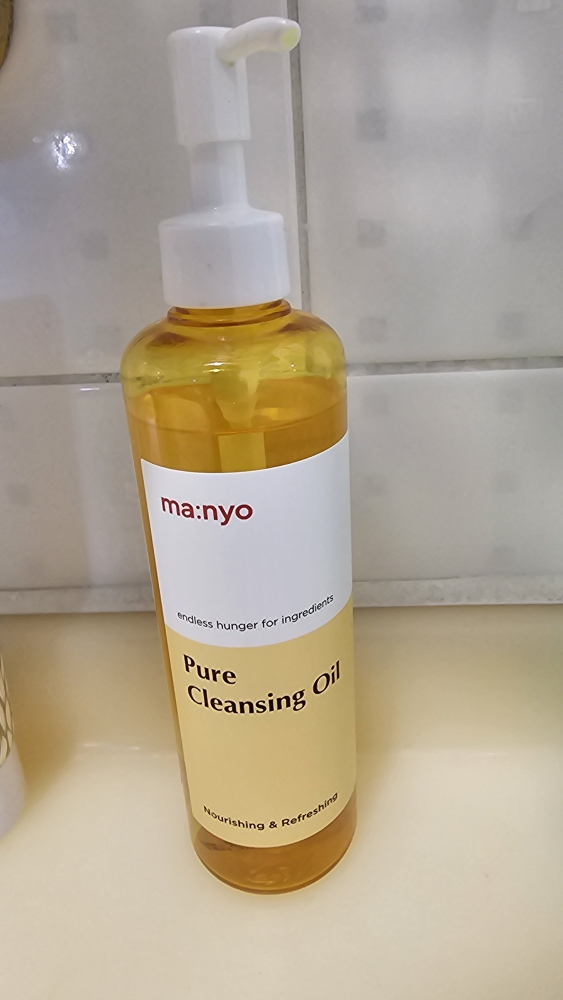 ma:nyo
endless hunger for ingredients
Pure
Cleansing Oil
Nourishing & Refreshing